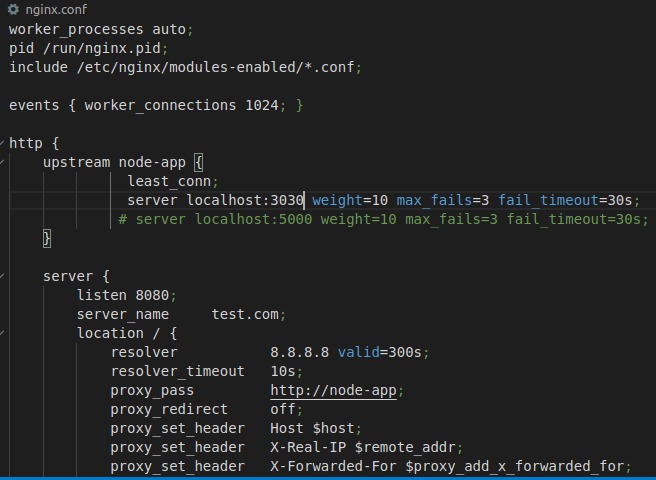 nginx.conf
worker_processes auto;
pid /run/nginx.pid;
include /etc/nginx/modules-enabled/*.conf;
events { worker_connections 1024; }
http {
upstream node-app {
least_conn;
server localhost:3030 weight=10 max_fails=3 fail_timeout=30s;
# server localhost:5000 weight=10 max_fails=3 fail_timeout=30s;
}
server {
listen 8080;
server_name test.com;
location / {
resolver 8.8.8.8 valid=300s;
resolver_timeout 10s;
proxy_pass http://node-app;
proxy_redirect off;
proxy_set_header Host $host;
proxy_set_header X-Real-IP $remote_addr;
proxy_set_header X-Forwarded-For $proxy_add_x_forwarded_for;